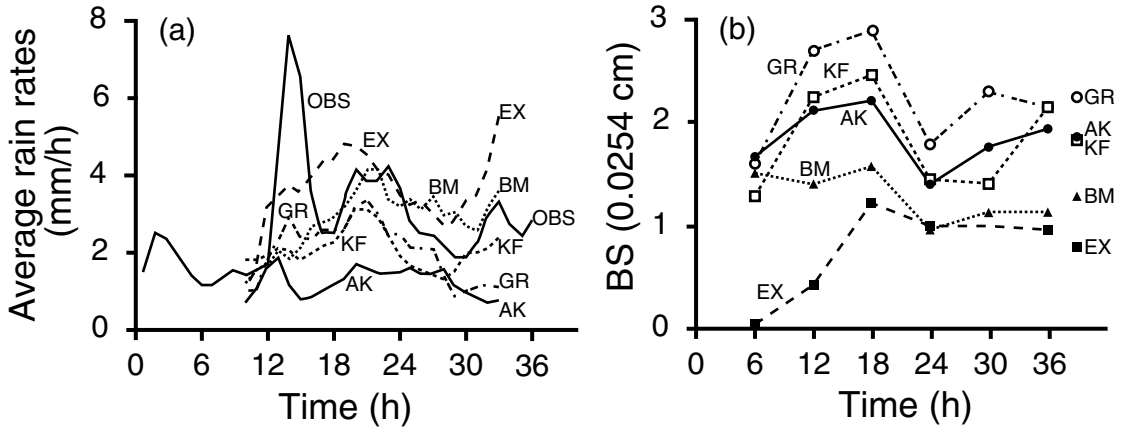 (a)
Average rain rates
(mm/h)
8
6
4
2
0
OBS
EX
EX
GR
BM
BM
KF
OBS
KF
AK
GR
AK
0 6 12 18 24 30 36
Time (h)
(b)
BS (0.0254 cm)
3
2
1
0
GR
KF
AK
BM
EX
GR
AK
KF
BM
EX
0 6 12 18 24 30 36
Time (h)